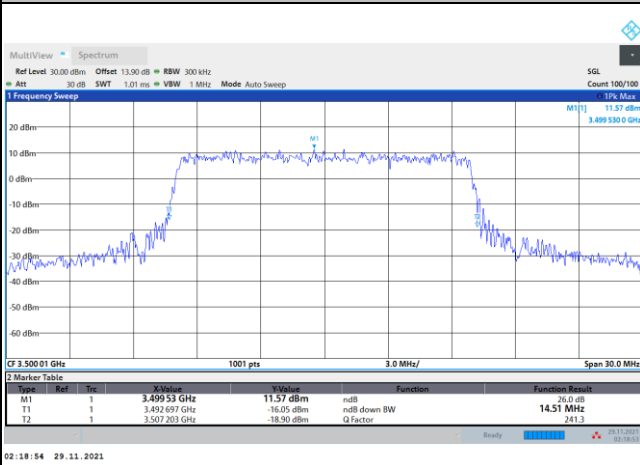 MultiView Spectrum
Ref Level 30.00 dBm Offset 13.90 dB RBW 300 kHz SGL
Att 30 dB SWT 1.01 ms VBW 1 MHz Mode Auto Sweep Count 100/100
1 Frequency Sweep 1Pk Max
M1[1] 11.57 dBm
3.499 530 0 GHz
20 dBm
M1
10 dBm
0 dBm
-10 dBm
-20 dBm
-30 dBm
-40 dBm
-50 dBm
-60 dBm
CF 3.500 01 GHz 1001 pts 3.0 MHz/ Span 30.0 MHz
2 Marker Table
Type Ref Trc X-Value Y-Value Function Function Result
M1 1 3.499 53 GHz 11.57 dBm ndB 26.0 dB
T1 1 3.492 697 GHz -16.05 dBm ndB down BW 14.51 MHz
T2 1 3.507 203 GHz -18.90 dBm Q Factor 241.3
Ready 29.11.2021
02:18:53
02:18:54 29.11.2021